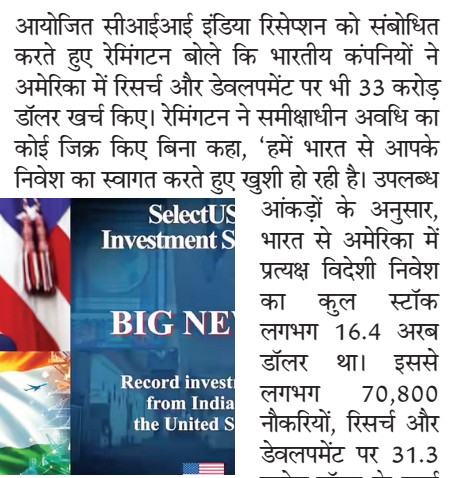 आयोजित सीआईआई इंडिया रिसेप्शन को संबोधित
करते हुए रेमिंगटन बोले कि भारतीय कंपनियों ने
अमेरिका में रिसर्च और डेवलपमेंट पर भी 33 करोड़
डॉलर खर्च किए। रेमिंगटन ने समीक्षाधीन अवधि का
कोई जिक्र किए बिना कहा, ‘हमें भारत से आपके
निवेश का स्वागत करते हुए खुशी हो रही है। उपलब्ध
आंकड़ों के अनुसार,
भारत से अमेरिका में
प्रत्यक्ष विदेशी निवेश
का कुल स्टॉक
लगभग 16.4 अरब
डॉलर था। इससे
लगभग 70,800
नौकरियों, रिसर्च और
डेवलपमेंट पर 31.3
SelectUS
Investment S
BIG NE
Record invest
from India
the United S